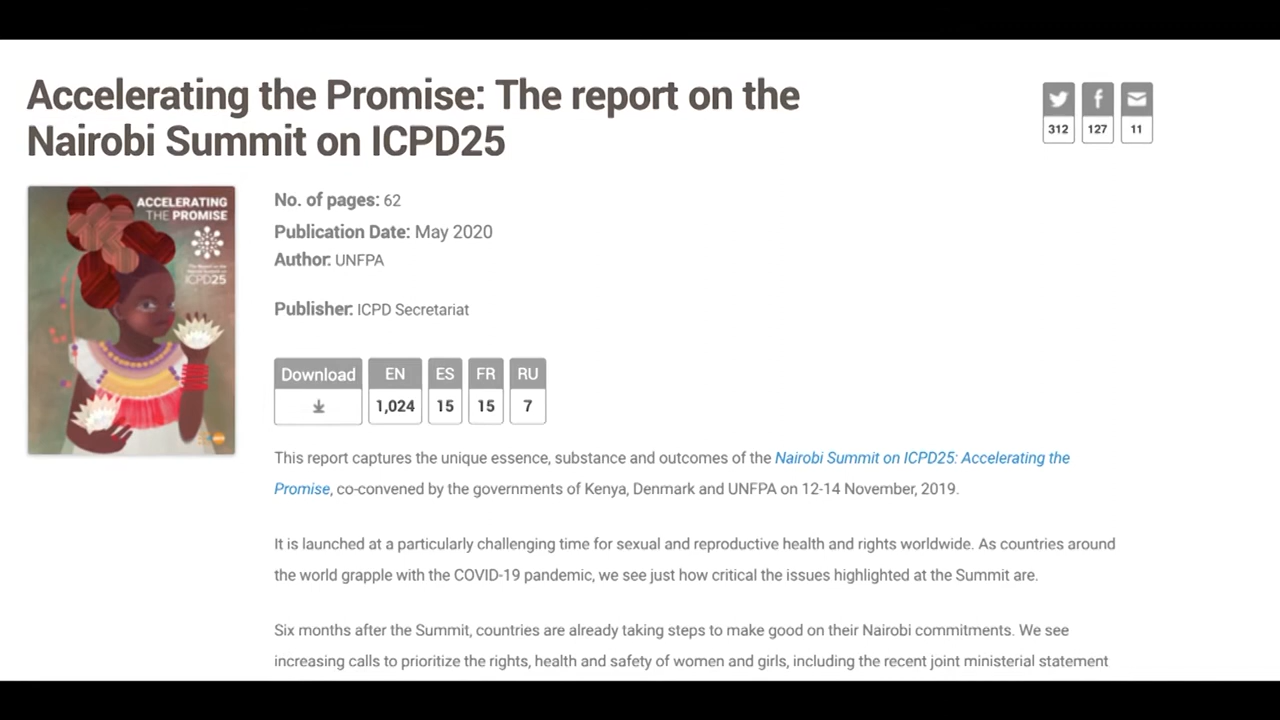 Accelerating the Promise: The report on the
Nairobi Summit on ICPD25
312
127
11
ACCELERATING
THE PROMISE
The Report on the
Nairobi Summit on
ICPD25
No. of pages: 62
Publication Date: May 2020
Author: UNFPA
Publisher: ICPD Secretariat
Download EN ES FR RU
1,024 15 15 7
This report captures the unique essence, substance and outcomes of the Nairobi Summit on ICPD25: Accelerating the
Promise, co-convened by the governments of Kenya, Denmark and UNFPA on 12-14 November, 2019.
It is launched at a particularly challenging time for sexual and reproductive health and rights worldwide. As countries around
the world grapple with the COVID-19 pandemic, we see just how critical the issues highlighted at the Summit are.
Six months after the Summit, countries are already taking steps to make good on their Nairobi commitments. We see
increasing calls to prioritize the rights, health and safety of women and girls, including the recent joint ministerial statement